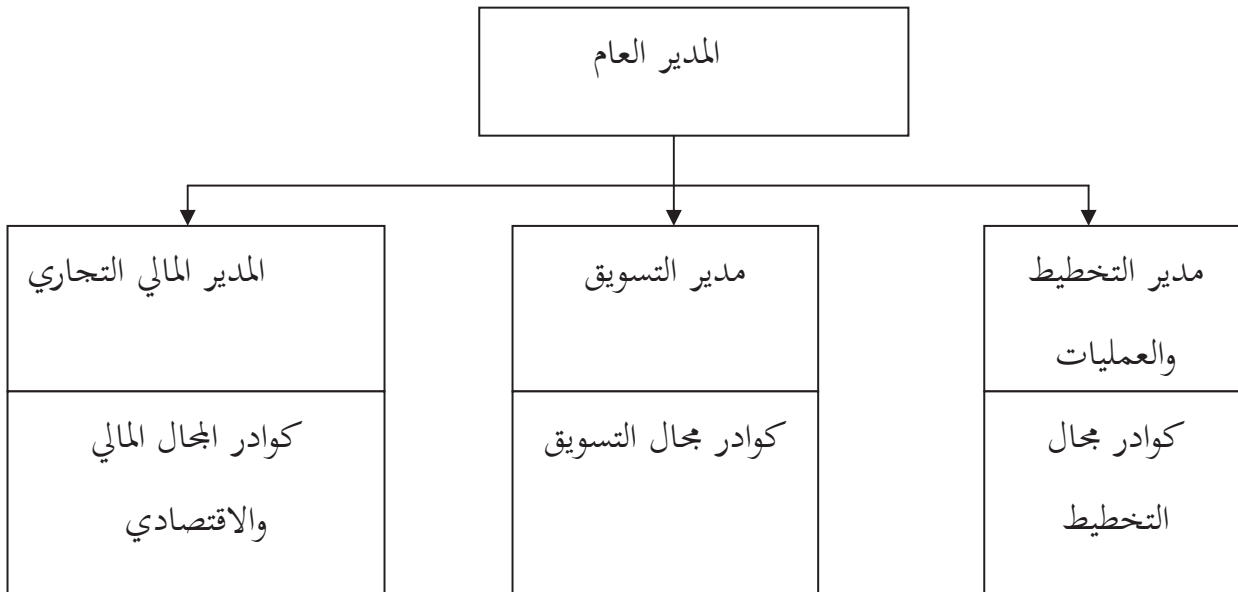 المدير العام
مدير التخطيط
والعمليات
مدير التسويق
المدير المالي التجاري
كوادر مجال
التخطيط
كوادر مجال التسويق
كوادر المجال المالي
والاقتصادي